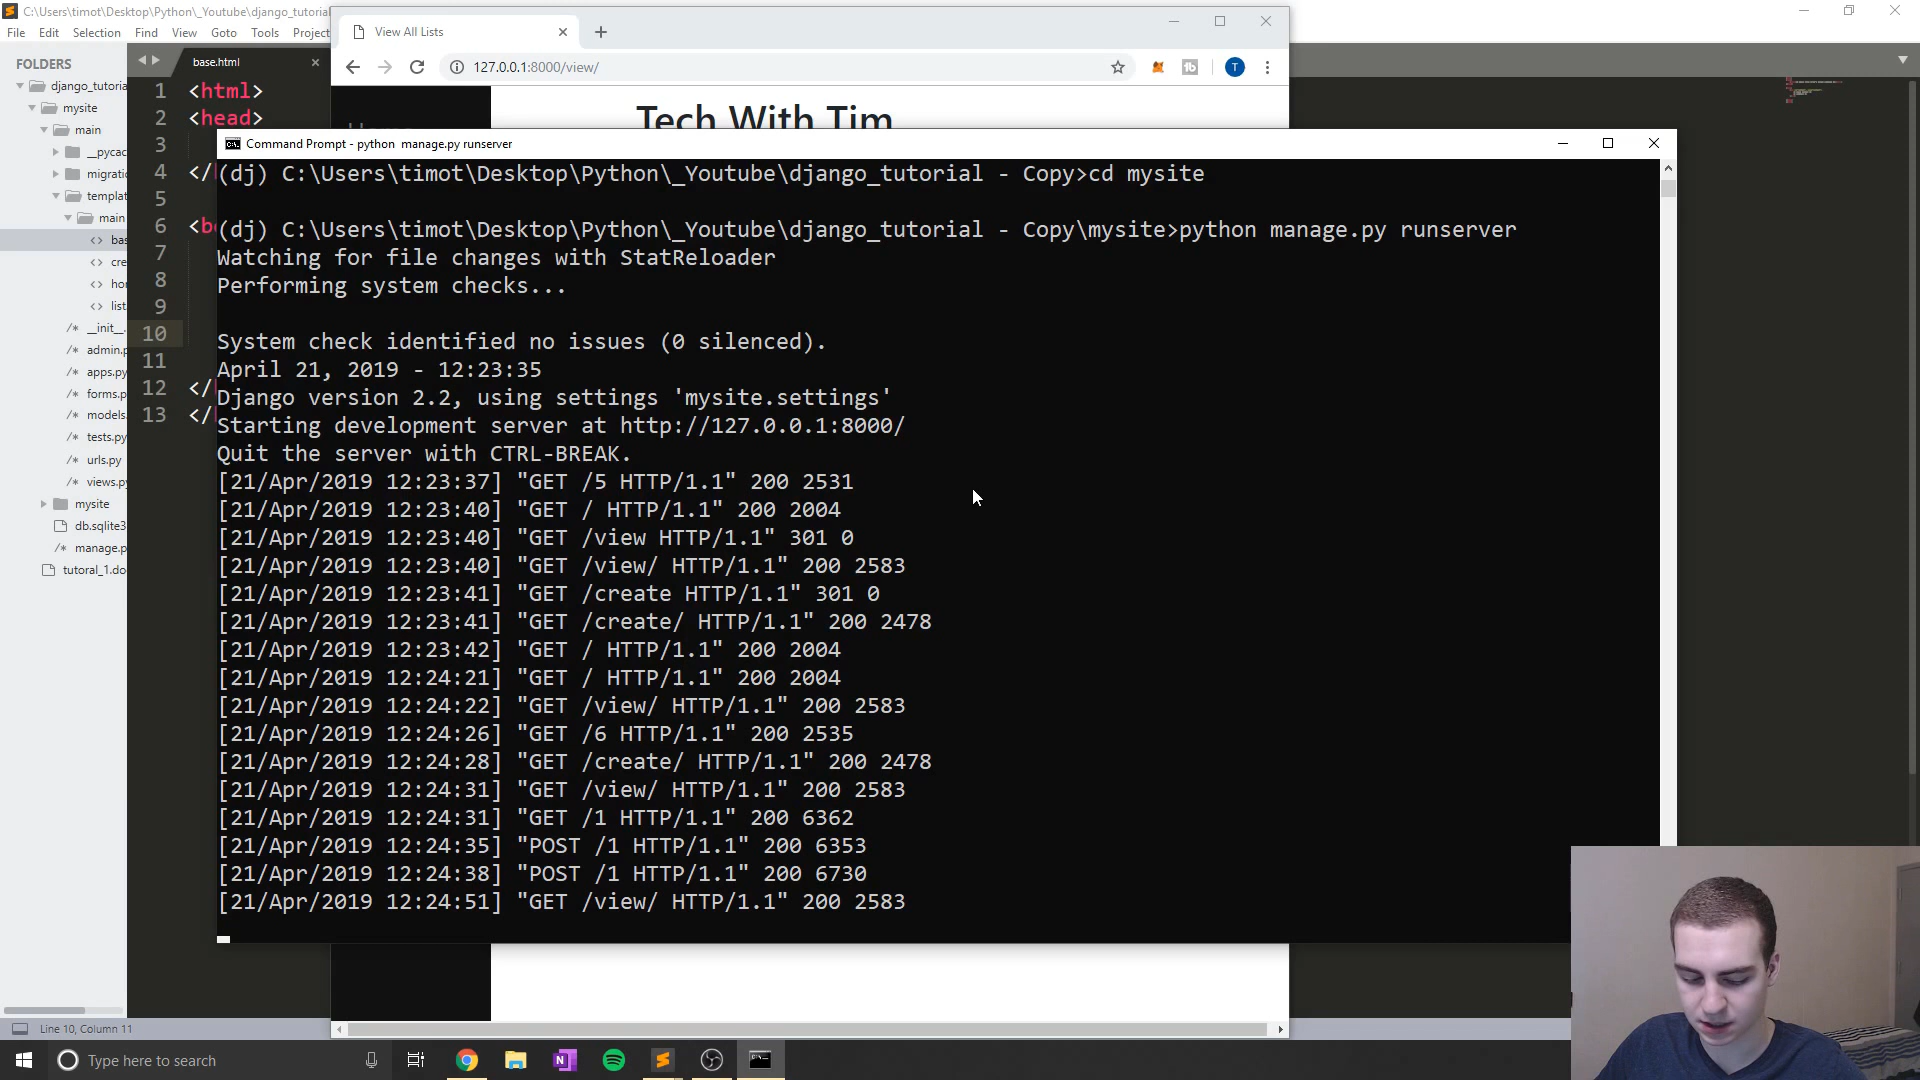 C:\Users\timot\Desktop\Python\_Youtube\django_tutorial
File Edit Selection Find View Goto Tools Project
FOLDERS
django_tutoria
mysite
main
__pycac
migration
templat
main
bas
cre
hon
list
__init__.
admin.p
apps.py
forms.p
models.
tests.py
urls.py
views.py
mysite
db.sqlite3
manage.p
tutoral_1.do
base.html
1 <html>
2 <head>
3
4 </
5
6 <b
7
8
9
10
11
12 </
13 </
Line 10, Column 11
View All Lists
127.0.0.1:8000/view/
T
Tech With Tim
Home
Command Prompt - python  manage.py runserver
(dj) C:\Users\timot\Desktop\Python\_Youtube\django_tutorial - Copy>cd mysite
(dj) C:\Users\timot\Desktop\Python\_Youtube\django_tutorial - Copy\mysite>python manage.py runserver
Watching for file changes with StatReloader
Performing system checks...
System check identified no issues (0 silenced).
April 21, 2019 - 12:23:35
Django version 2.2, using settings 'mysite.settings'
Starting development server at http://127.0.0.1:8000/
Quit the server with CTRL-BREAK.
[21/Apr/2019 12:23:37] "GET /5 HTTP/1.1" 200 2531
[21/Apr/2019 12:23:40] "GET / HTTP/1.1" 200 2004
[21/Apr/2019 12:23:40] "GET /view HTTP/1.1" 301 0
[21/Apr/2019 12:23:40] "GET /view/ HTTP/1.1" 200 2583
[21/Apr/2019 12:23:41] "GET /create HTTP/1.1" 301 0
[21/Apr/2019 12:23:41] "GET /create/ HTTP/1.1" 200 2478
[21/Apr/2019 12:23:42] "GET / HTTP/1.1" 200 2004
[21/Apr/2019 12:24:21] "GET / HTTP/1.1" 200 2004
[21/Apr/2019 12:24:22] "GET /view/ HTTP/1.1" 200 2583
[21/Apr/2019 12:24:26] "GET /6 HTTP/1.1" 200 2535
[21/Apr/2019 12:24:28] "GET /create/ HTTP/1.1" 200 2478
[21/Apr/2019 12:24:31] "GET /view/ HTTP/1.1" 200 2583
[21/Apr/2019 12:24:31] "GET /1 HTTP/1.1" 200 6362
[21/Apr/2019 12:24:35] "POST /1 HTTP/1.1" 200 6353
[21/Apr/2019 12:24:38] "POST /1 HTTP/1.1" 200 6730
[21/Apr/2019 12:24:51] "GET /view/ HTTP/1.1" 200 2583
Type here to search